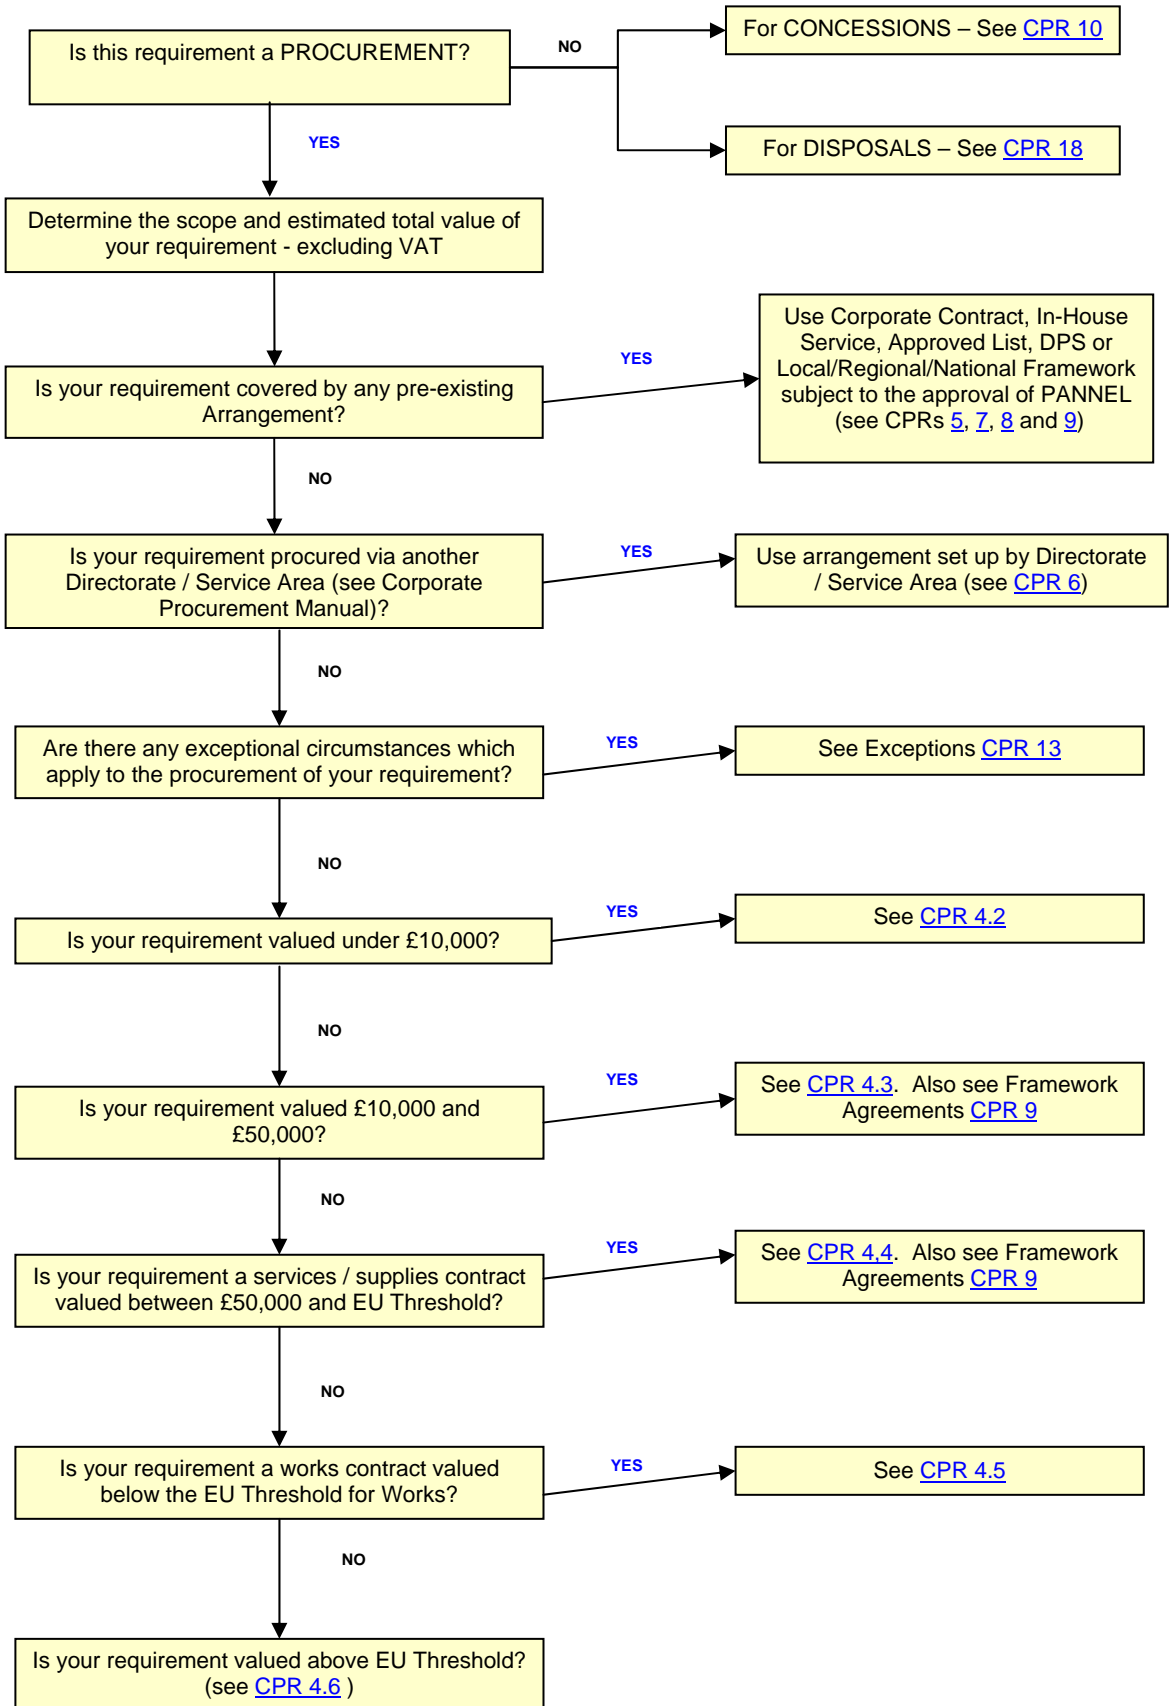 Is this requirement a PROCUREMENT?
NO
For CONCESSIONS – See CPR 10
YES
For DISPOSALS – See CPR 18
Determine the scope and estimated total value of
your requirement - excluding VAT
Is your requirement covered by any pre-existing
Arrangement?
YES
Use Corporate Contract, In-House
Service, Approved List, DPS or
Local/Regional/National Framework
subject to the approval of PANNEL
(see CPRs 5, 7, 8 and 9)
NO
Is your requirement procured via another
Directorate / Service Area (see Corporate
Procurement Manual)?
YES
Use arrangement set up by Directorate
/ Service Area (see CPR 6)
NO
Are there any exceptional circumstances which
apply to the procurement of your requirement?
YES
See Exceptions CPR 13
NO
Is your requirement valued under £10,000?
YES
See CPR 4.2
NO
Is your requirement valued £10,000 and
£50,000?
YES
See CPR 4.3. Also see Framework
Agreements CPR 9
NO
Is your requirement a services / supplies contract
valued between £50,000 and EU Threshold?
YES
See CPR 4,4. Also see Framework
Agreements CPR 9
NO
Is your requirement a works contract valued
below the EU Threshold for Works?
YES
See CPR 4.5
NO
Is your requirement valued above EU Threshold?
(see CPR 4.6 )